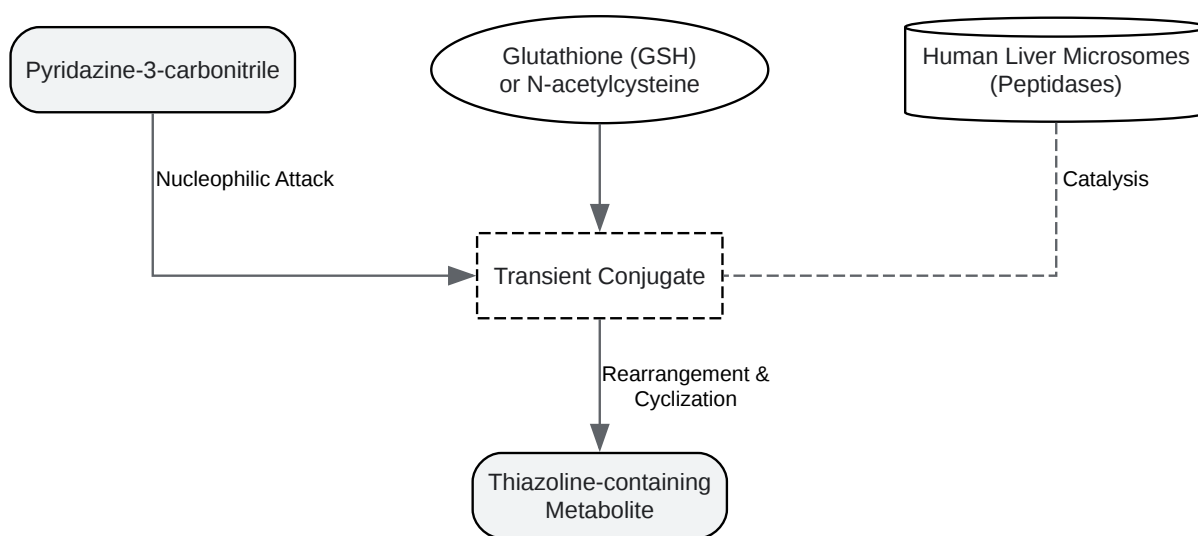 Pyridazine-3-carbonitrile
Glutathione (GSH)
or N-acetylcysteine
Human Liver Microsomes
(Peptidases)
Nucleophilic Attack
Catalysis
Transient Conjugate
Rearrangement &
Cyclization
Thiazoline-containing
Metabolite